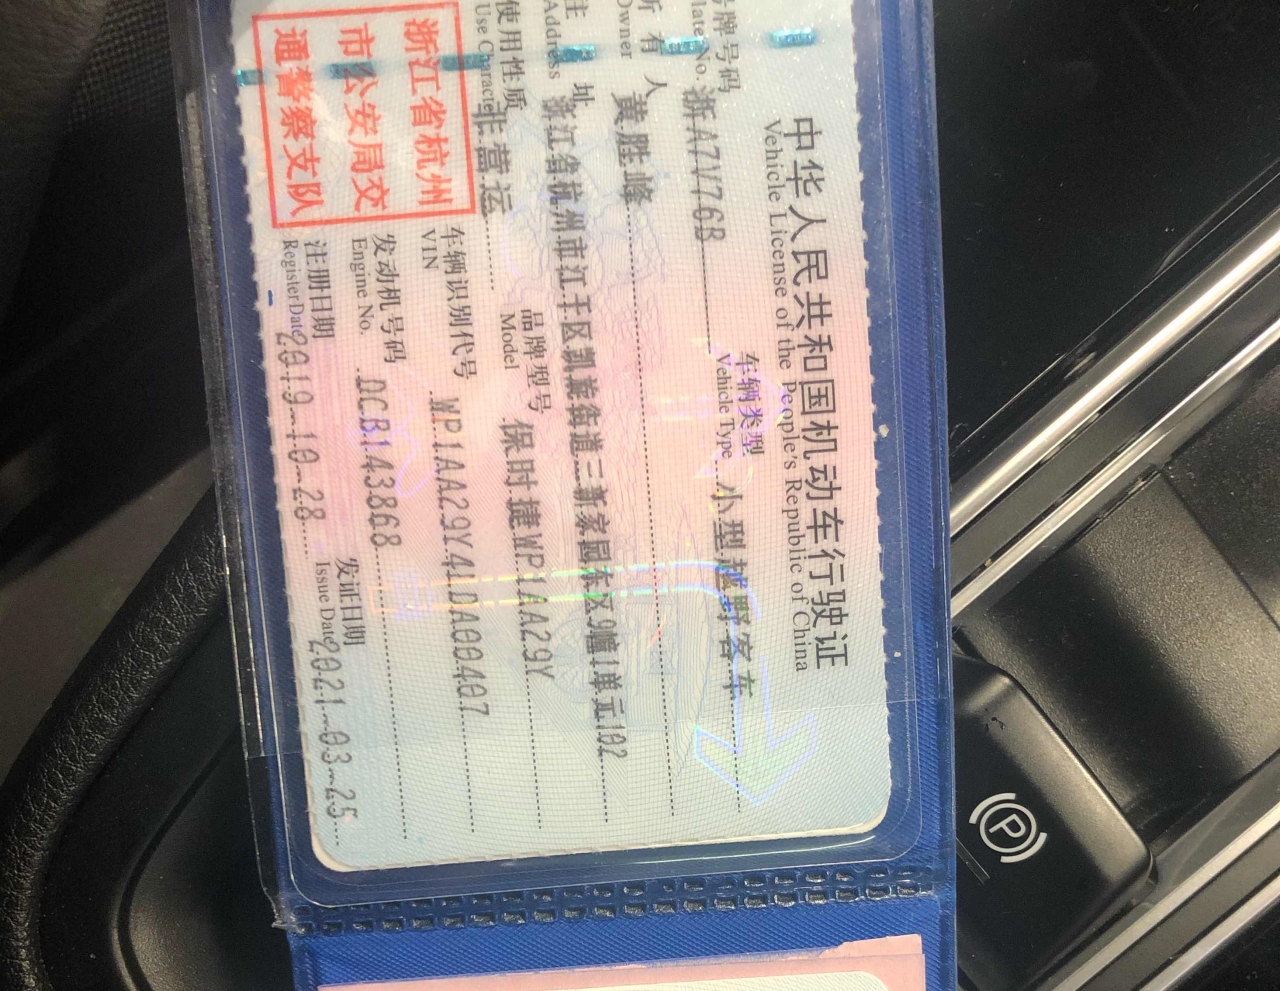 中华人民共和国机动车行驶证
Vehicle License of the People's Republic of China
号牌号码 浙A7V76B 车辆类型 小型越野客车
Plate No. Vehicle Type
所有人 黄胜峰
Owner
住址 浙江省杭州市江干区凯旋街道三新家园东区9幢1单元102
Address
使用性质 非营运 品牌型号 保时捷WP1AA29Y
Use Character Model
车辆识别代号 WP1AA29Y4LDA00407
VIN
发动机号码 DCB143868
Engine No.
注册日期 2019-10-28 发证日期 2021-03-25
Register Date Issue Date
浙江省杭州
市公安局交
通警察支队
P